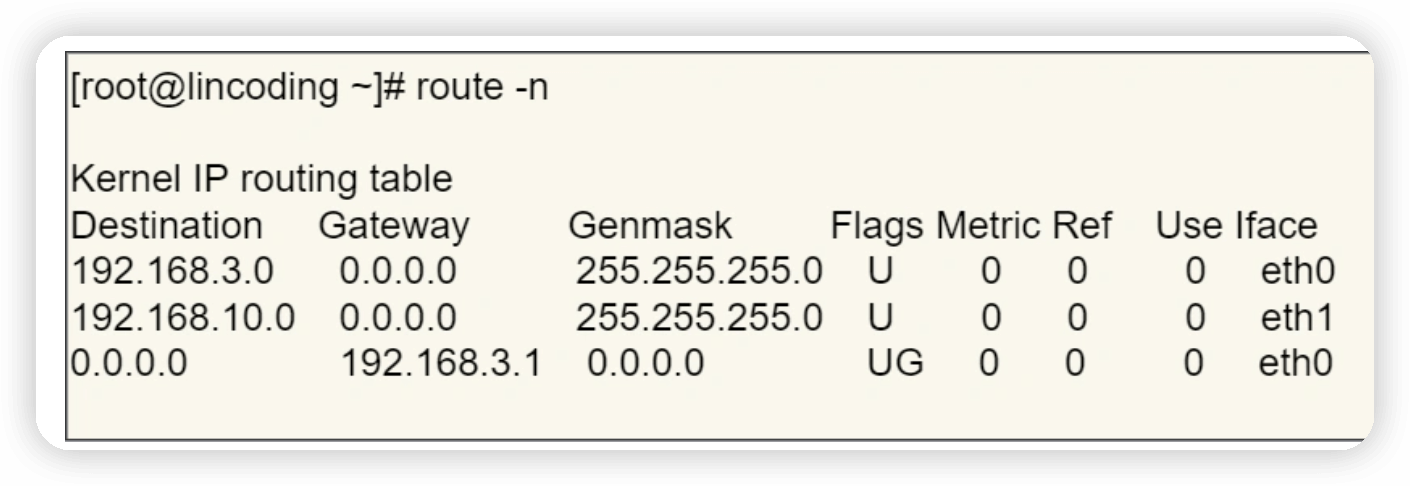 [root@lincoding ~]# route -n
Kernel IP routing table
Destination Gateway Genmask Flags Metric Ref Use Iface
192.168.3.0 0.0.0.0 255.255.255.0 U 0 0 0 eth0
192.168.10.0 0.0.0.0 255.255.255.0 U 0 0 0 eth1
0.0.0.0 192.168.3.1 0.0.0.0 UG 0 0 0 eth0